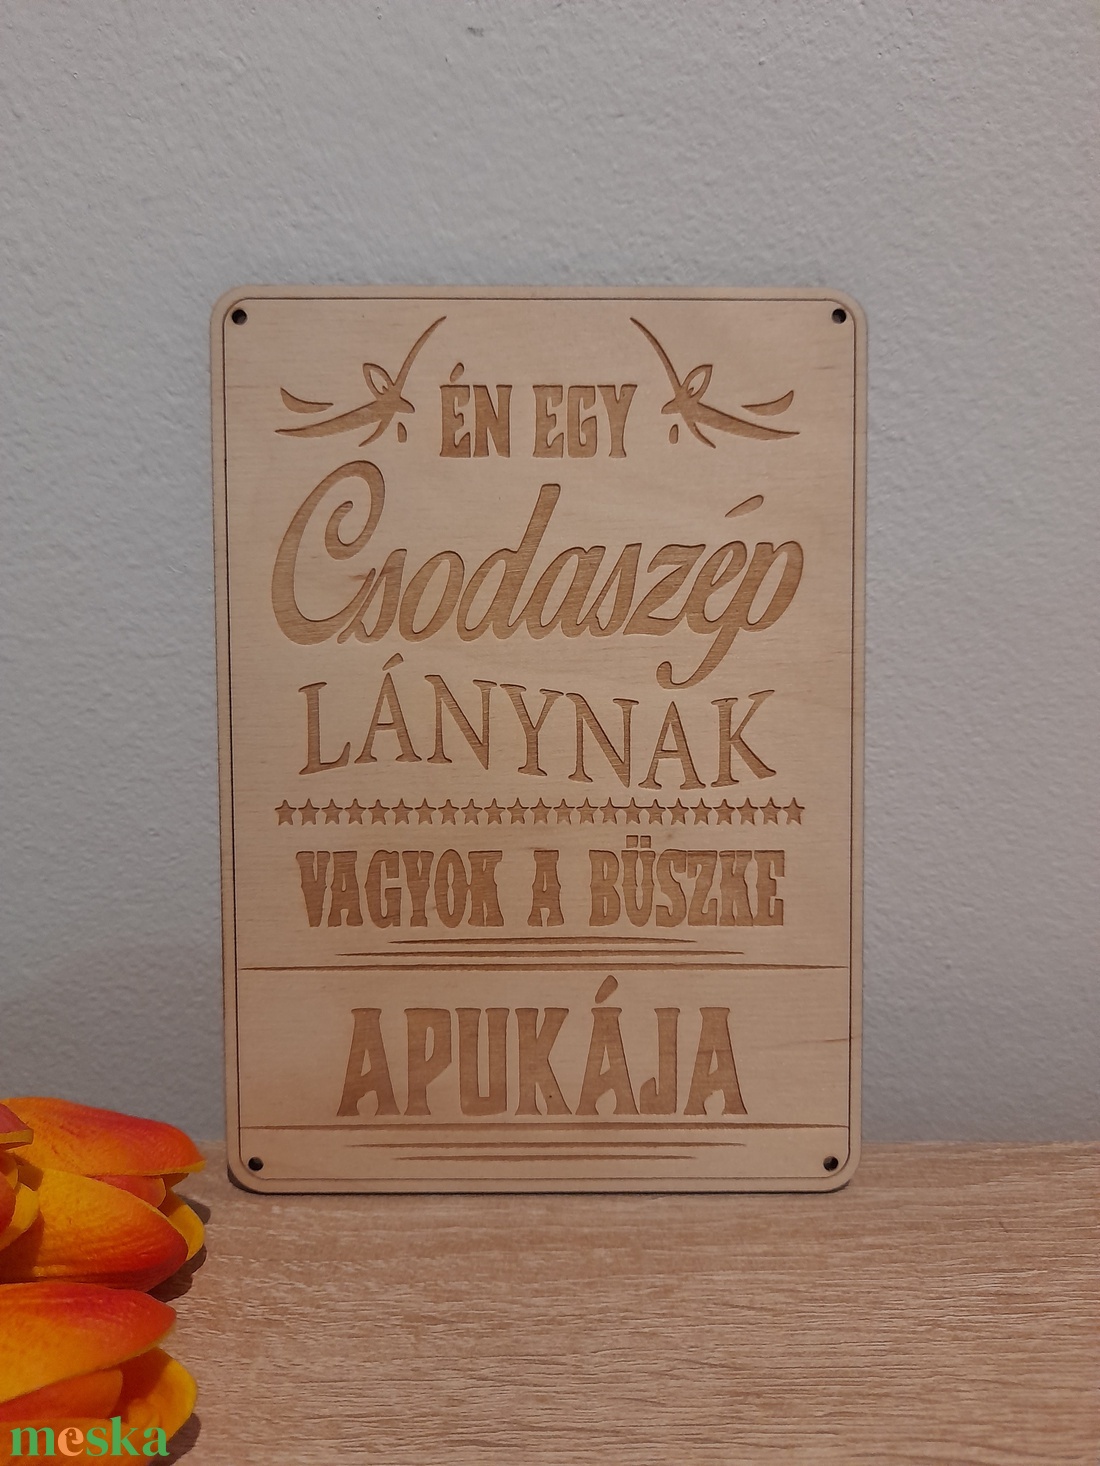 ÉN EGY
Csodaszép
LÁNYNAK
VAGYOK A BÜSZKE
APUKÁJA
meska